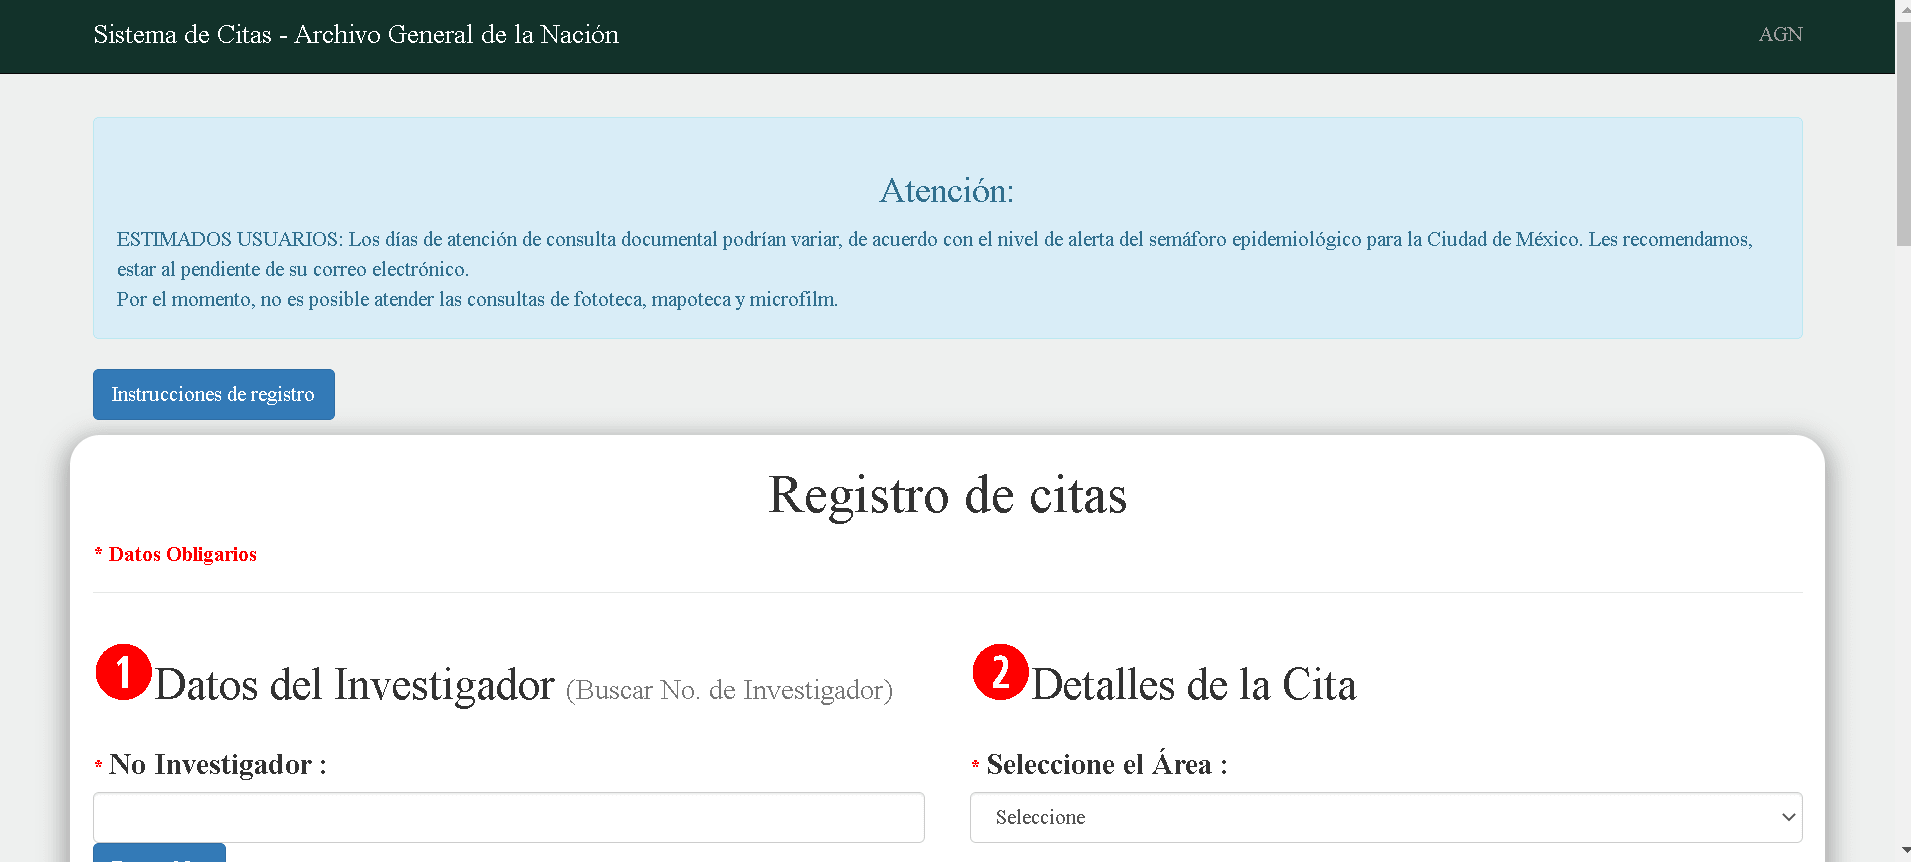 Sistema de Citas - Archivo General de la Nación
AGN
Atención:
ESTIMADOS USUARIOS: Los días de atención de consulta documental podrían variar, de acuerdo con el nivel de alerta del semáforo epidemiológico para la Ciudad de México. Les recomendamos,
estar al pendiente de su correo electrónico.
Por el momento, no es posible atender las consultas de fototeca, mapoteca y microfilm.
Instrucciones de registro
Registro de citas
* Datos Obligarios
1 Datos del Investigador (Buscar No. de Investigador)
* No Investigador :
2 Detalles de la Cita
* Seleccione el Área :
Seleccione